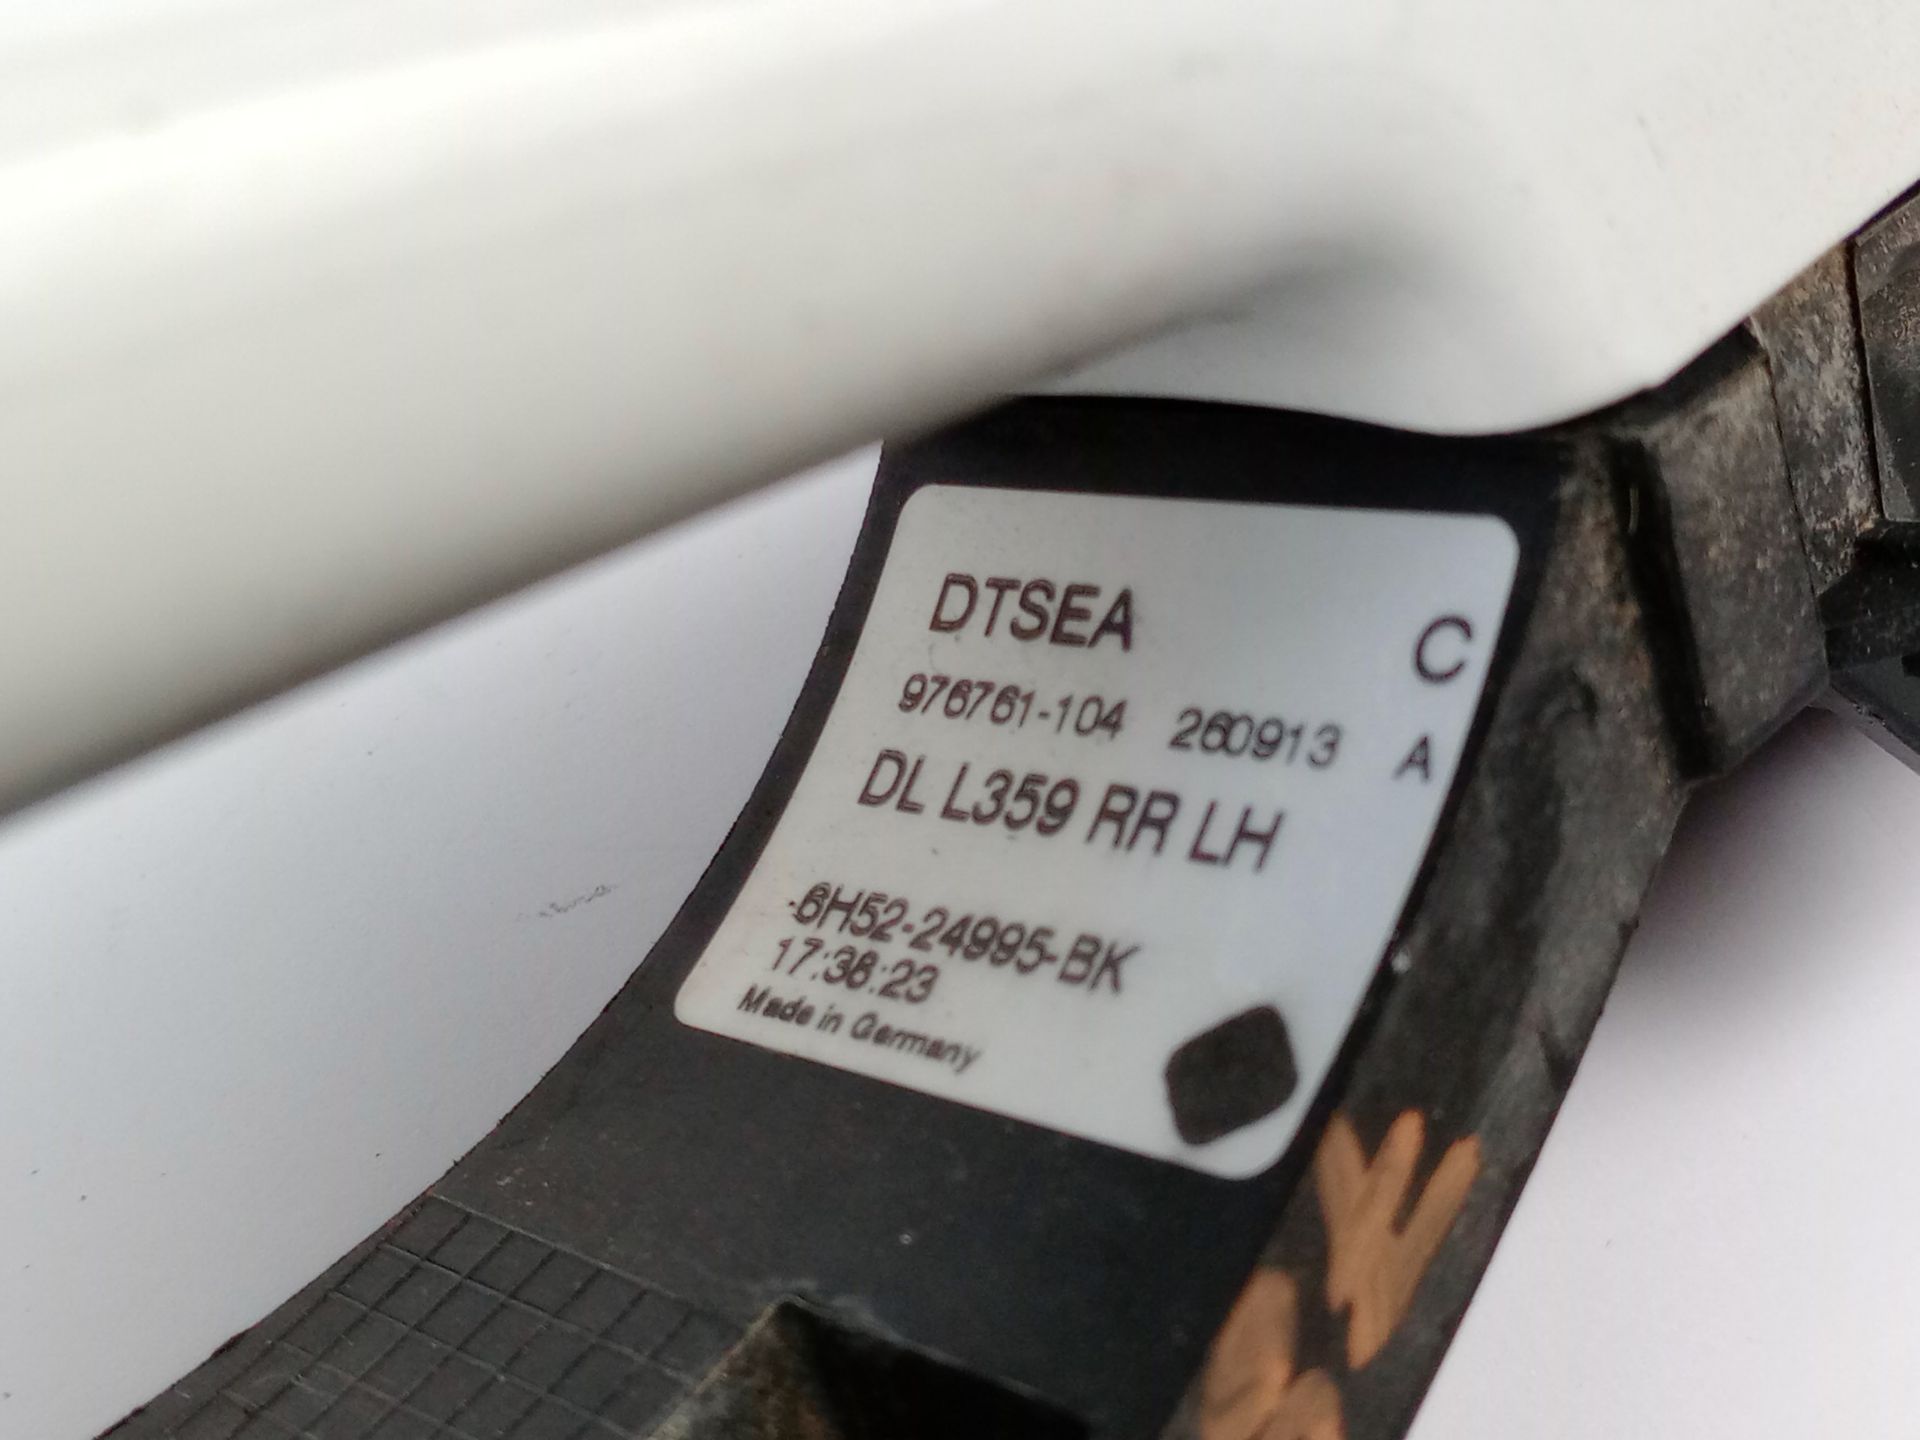 DTSEA C
976761-104 260913 A
DL L359 RR LH
6H52-24995-BK
17:38:23
Made in Germany